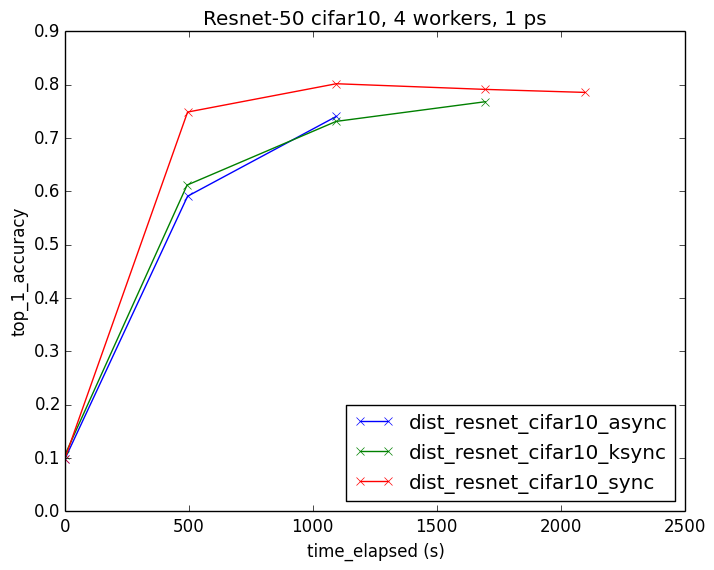 Resnet-50 cifar10, 4 workers, 1 ps
0.9
0.8
0.7
0.6
0.5
0.4
0.3
0.2
0.1
0.0
top_1_accuracy
dist_resnet_cifar10_async
dist_resnet_cifar10_ksync
dist_resnet_cifar10_sync
0 500 1000 1500 2000 2500
time_elapsed (s)